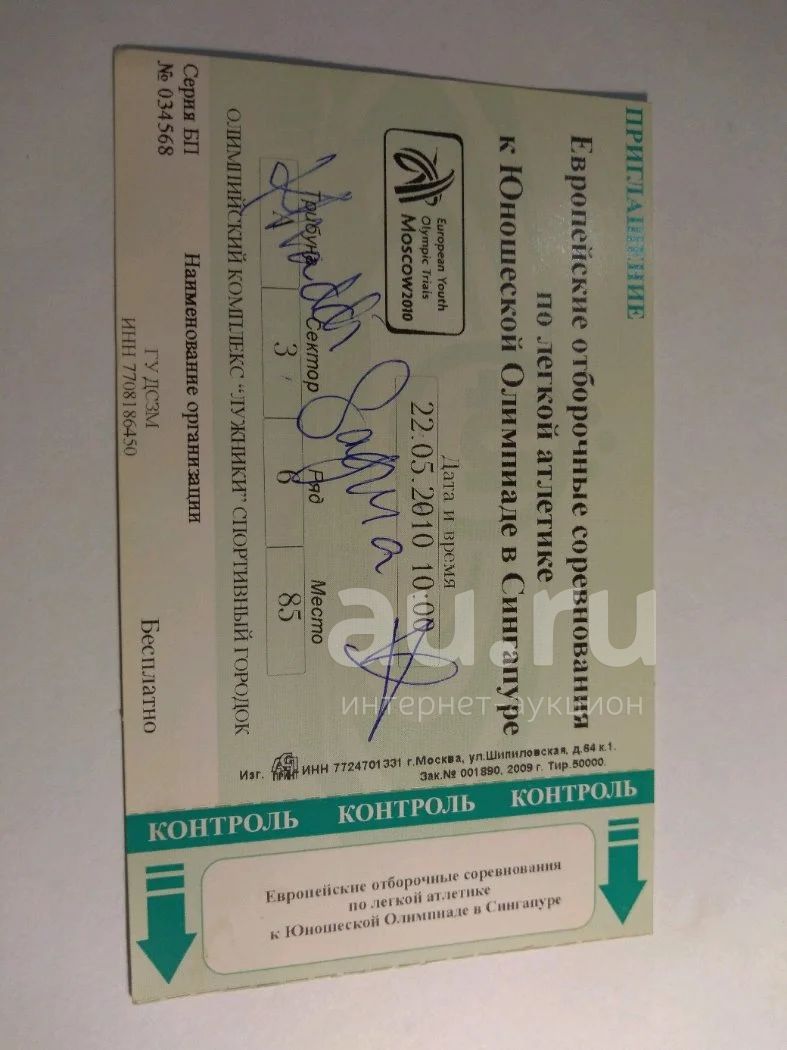 ПРИГЛАШЕНИЕ
Европейские отборочные соревнования
по легкой атлетике
к Юношеской Олимпиаде в Сингапуре
European Youth
Olympic Trials
Moscow2010
Дата и время
22.05.2010 10:00
Трибуна Сектор Ряд Место
A 3 6 85
ОЛИМПИЙСКИЙ КОМПЛЕКС "ЛУЖНИКИ" СПОРТИВНЫЙ ГОРОДОК
Серия БП
№ 034568
Наименование организации
Бесплатно
ГУ ДСЗМ
ИНН 7708186450
Изг. ИНН 7724701331 г.Москва, ул.Шипиловская, д.64 к.1.
Зак.№ 001890, 2009 г. Тир.50000.
КОНТРОЛЬ КОНТРОЛЬ КОНТРОЛЬ
Европейские отборочные соревнования
по легкой атлетике
к Юношеской Олимпиаде в Сингапуре
au.ru
интернет-аукцион